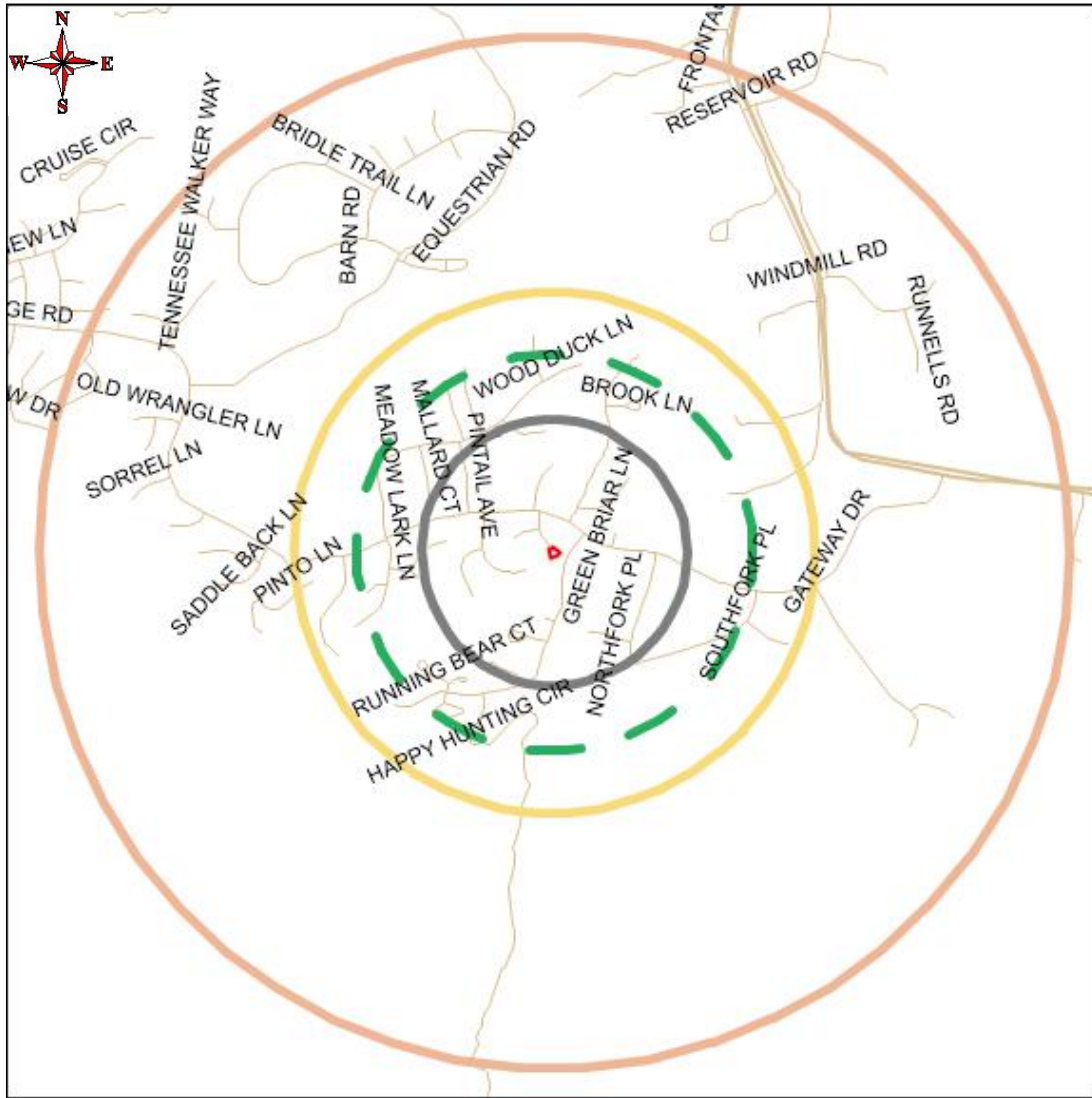 N
W E
S
FRONTAG
RESERVOIR RD
CRUISE CIR
TENNESSEE WALKER WAY
BRIDLE TRAIL LN
EQUESTRIAN RD
BARN RD
IEW LN
WINDMILL RD
RUNNELLS RD
GE RD
WOOD DUCK LN
OLD WRANGLER LN
W DR
MEADOW LARK LN
MALLARD CT
PINTAIL AVE
BROOK LN
SORREL LN
GREEN BRIAR LN
SADDLE BACK LN
PINTO LN
GATEWAY DR
SOUTHFORK PL
NORTHFORK PL
RUNNING BEAR CT
HAPPY HUNTING CIR